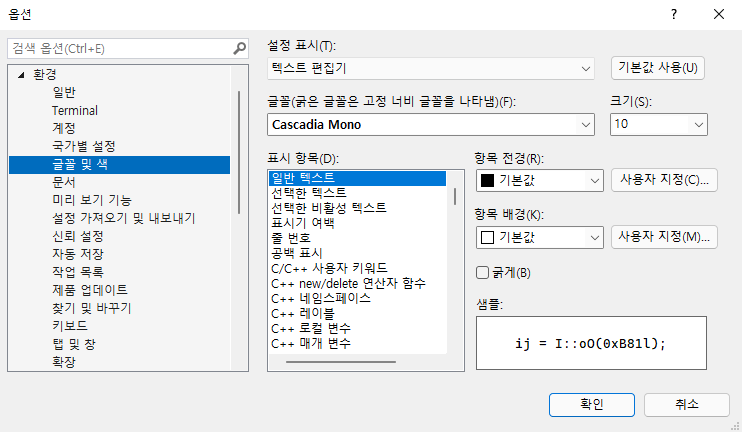 옵션
검색 옵션(Ctrl+E)
환경
일반
Terminal
계정
국가별 설정
글꼴 및 색
문서
미리 보기 기능
설정 가져오기 및 내보내기
신뢰 설정
자동 저장
작업 목록
제품 업데이트
찾기 및 바꾸기
키보드
탭 및 창
확장
설정 표시(T):
텍스트 편집기
기본값 사용(U)
글꼴(굵은 글꼴은 고정 너비 글꼴을 나타냄)(F):
크기(S):
Cascadia Mono
10
표시 항목(D):
일반 텍스트
선택한 텍스트
선택한 비활성 텍스트
표시기 여백
줄 번호
공백 표시
C/C++ 사용자 키워드
C++ new/delete 연산자 함수
C++ 네임스페이스
C++ 레이블
C++ 로컬 변수
C++ 매개 변수
항목 전경(R):
기본값
사용자 지정(C)...
항목 배경(K):
기본값
사용자 지정(M)...
굵게(B)
샘플:
ij = I::oO(0xB81l);
확인
취소